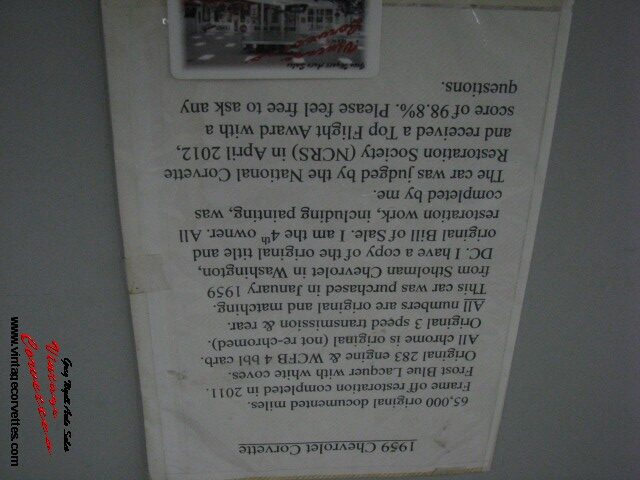 1959 Chevrolet Corvette
65,000 original documented miles.
Frame off restoration completed in 2011.
Frost Blue Lacquer with white coves.
Original 283 engine & WCFB 4 bbl carb.
All chrome is original (not re-chromed).
Original 3 speed transmission & rear.
All numbers are original and matching.
This car was purchased in January 1959
from Stholman Chevrolet in Washington,
DC. I have a copy of the original title and
original Bill of Sale. I am the 4th owner. All
restoration work, including painting, was
completed by me.
The car was judged by the National Corvette
Restoration Society (NCRS) in April 2012,
and received a Top Flight Award with a
score of 98.8%. Please feel free to ask any
questions.
Vintage
Corvettes
www.vintagecorvettes.com